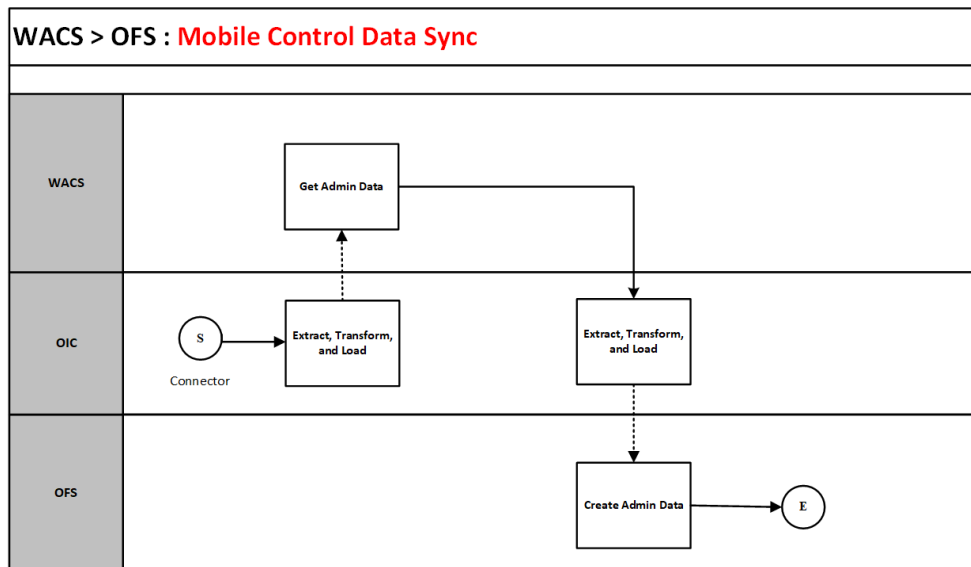 WACS > OFS : Mobile Control Data Sync
WACS
Get Admin Data
OIC
S
Connector
Extract, Transform,
and Load
Extract, Transform,
and Load
OFS
Create Admin Data
E